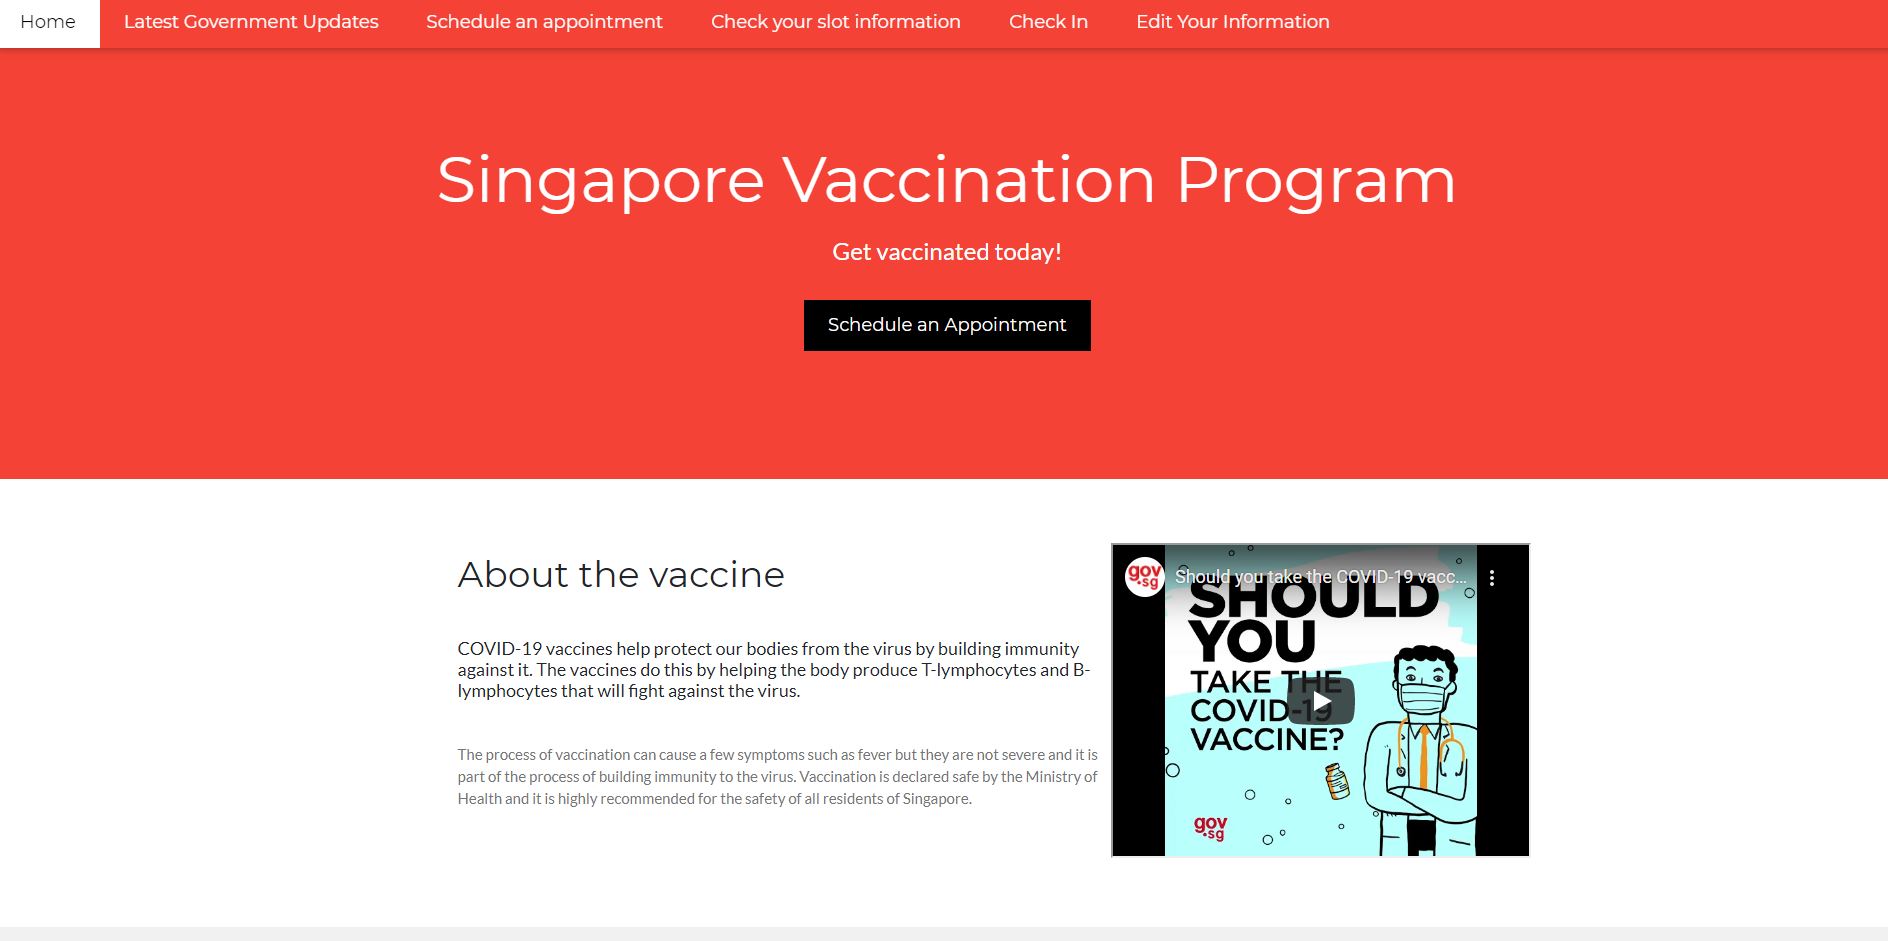 Home Latest Government Updates Schedule an appointment Check your slot information Check In Edit Your Information
Singapore Vaccination Program
Get vaccinated today!
Schedule an Appointment
About the vaccine
COVID-19 vaccines help protect our bodies from the virus by building immunity
against it. The vaccines do this by helping the body produce T-lymphocytes and B-
lymphocytes that will fight against the virus.
The process of vaccination can cause a few symptoms such as fever but they are not severe and it is
part of the process of building immunity to the virus. Vaccination is declared safe by the Ministry of
Health and it is highly recommended for the safety of all residents of Singapore.
gov
.sg
Should you take the COVID-19 vacc...
SHOULD
YOU
TAKE THE
COVID-19
VACCINE?
gov
.sg